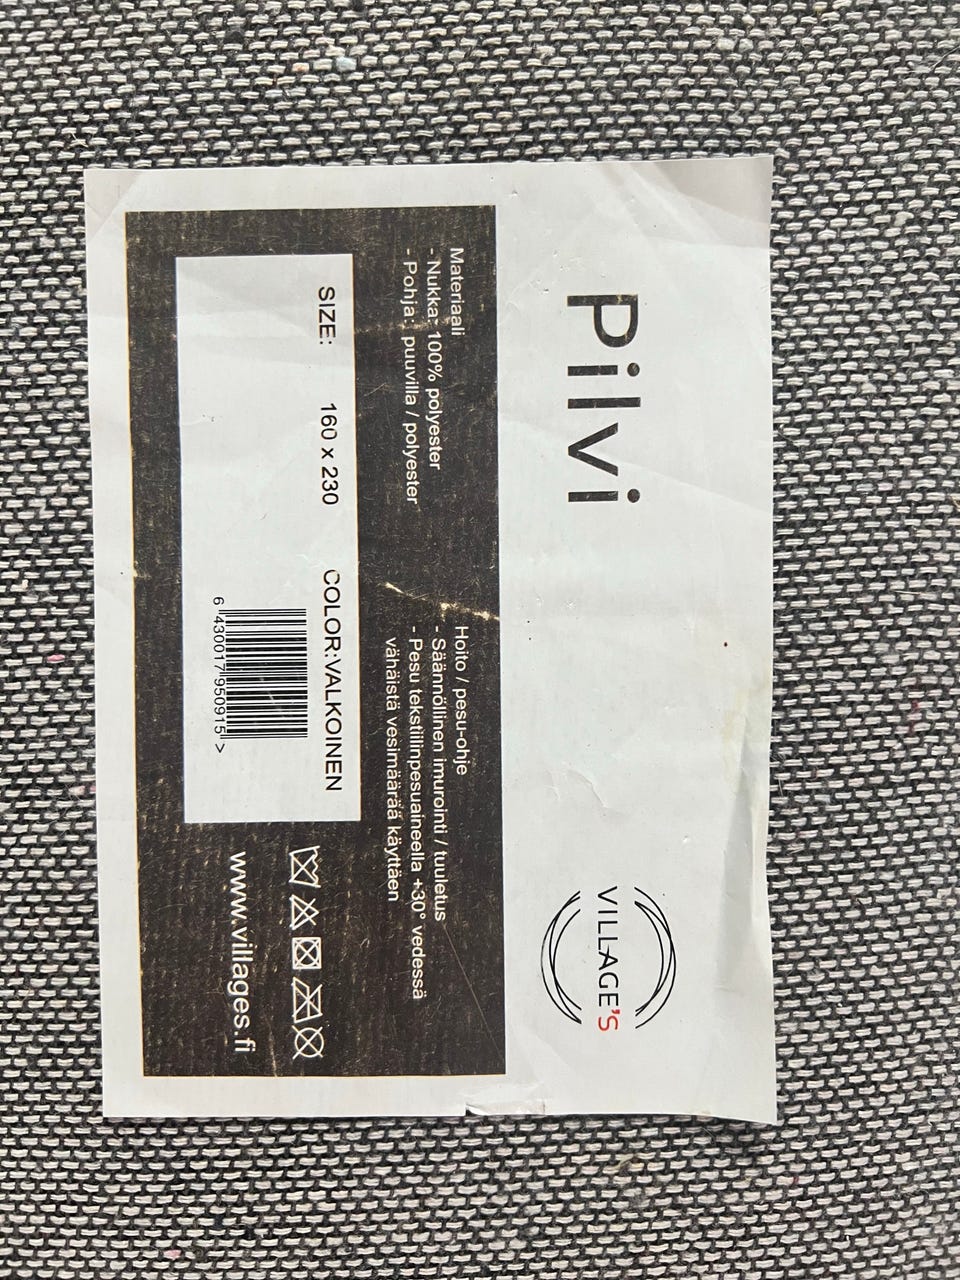 Pilvi
VILLAGE'S
Materiaali
- Nukka: 100% polyester
- Pohja: puuvilla / polyester
Hoito / pesu-ohje
- Säännöllinen imurointi / tuuletus
- Pesu tekstiilinpesuaineella +30° vedessä
vähäistä vesimäärää käyttäen
SIZE: 160 x 230 COLOR:VALKOINEN
6 430017 950915 >
www.villages.fi